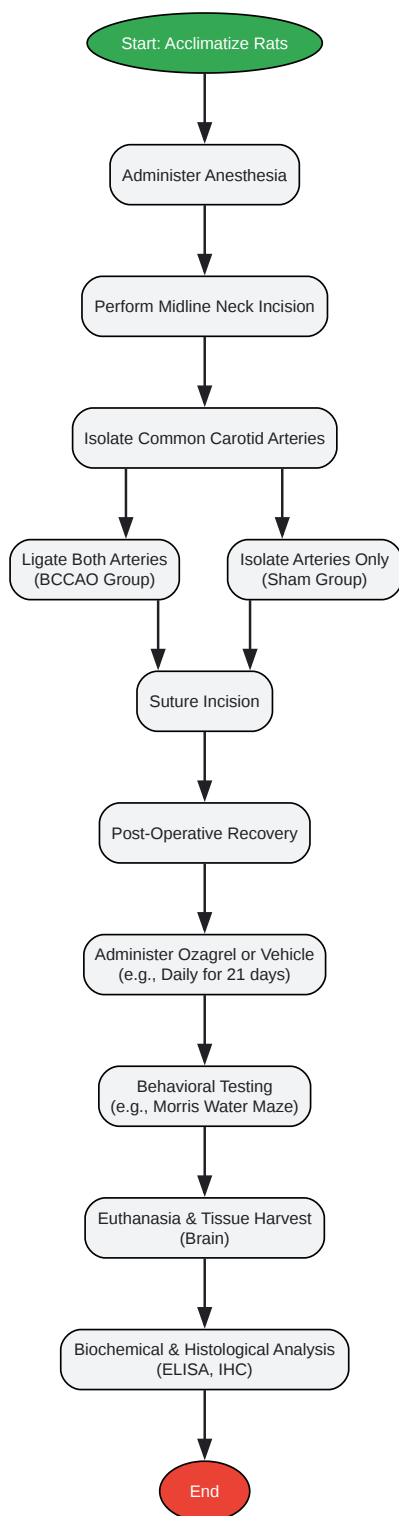 Start: Acclimatize Rats
Administer Anesthesia
Perform Midline Neck Incision
Isolate Common Carotid Arteries
Ligate Both Arteries
(BCCAO Group)
Isolate Arteries Only
(Sham Group)
Suture Incision
Post-Operative Recovery
Administer Ozagrel or Vehicle
(e.g., Daily for 21 days)
Behavioral Testing
(e.g., Morris Water Maze)
Euthanasia & Tissue Harvest
(Brain)
Biochemical & Histological Analysis
(ELISA, IHC)
End